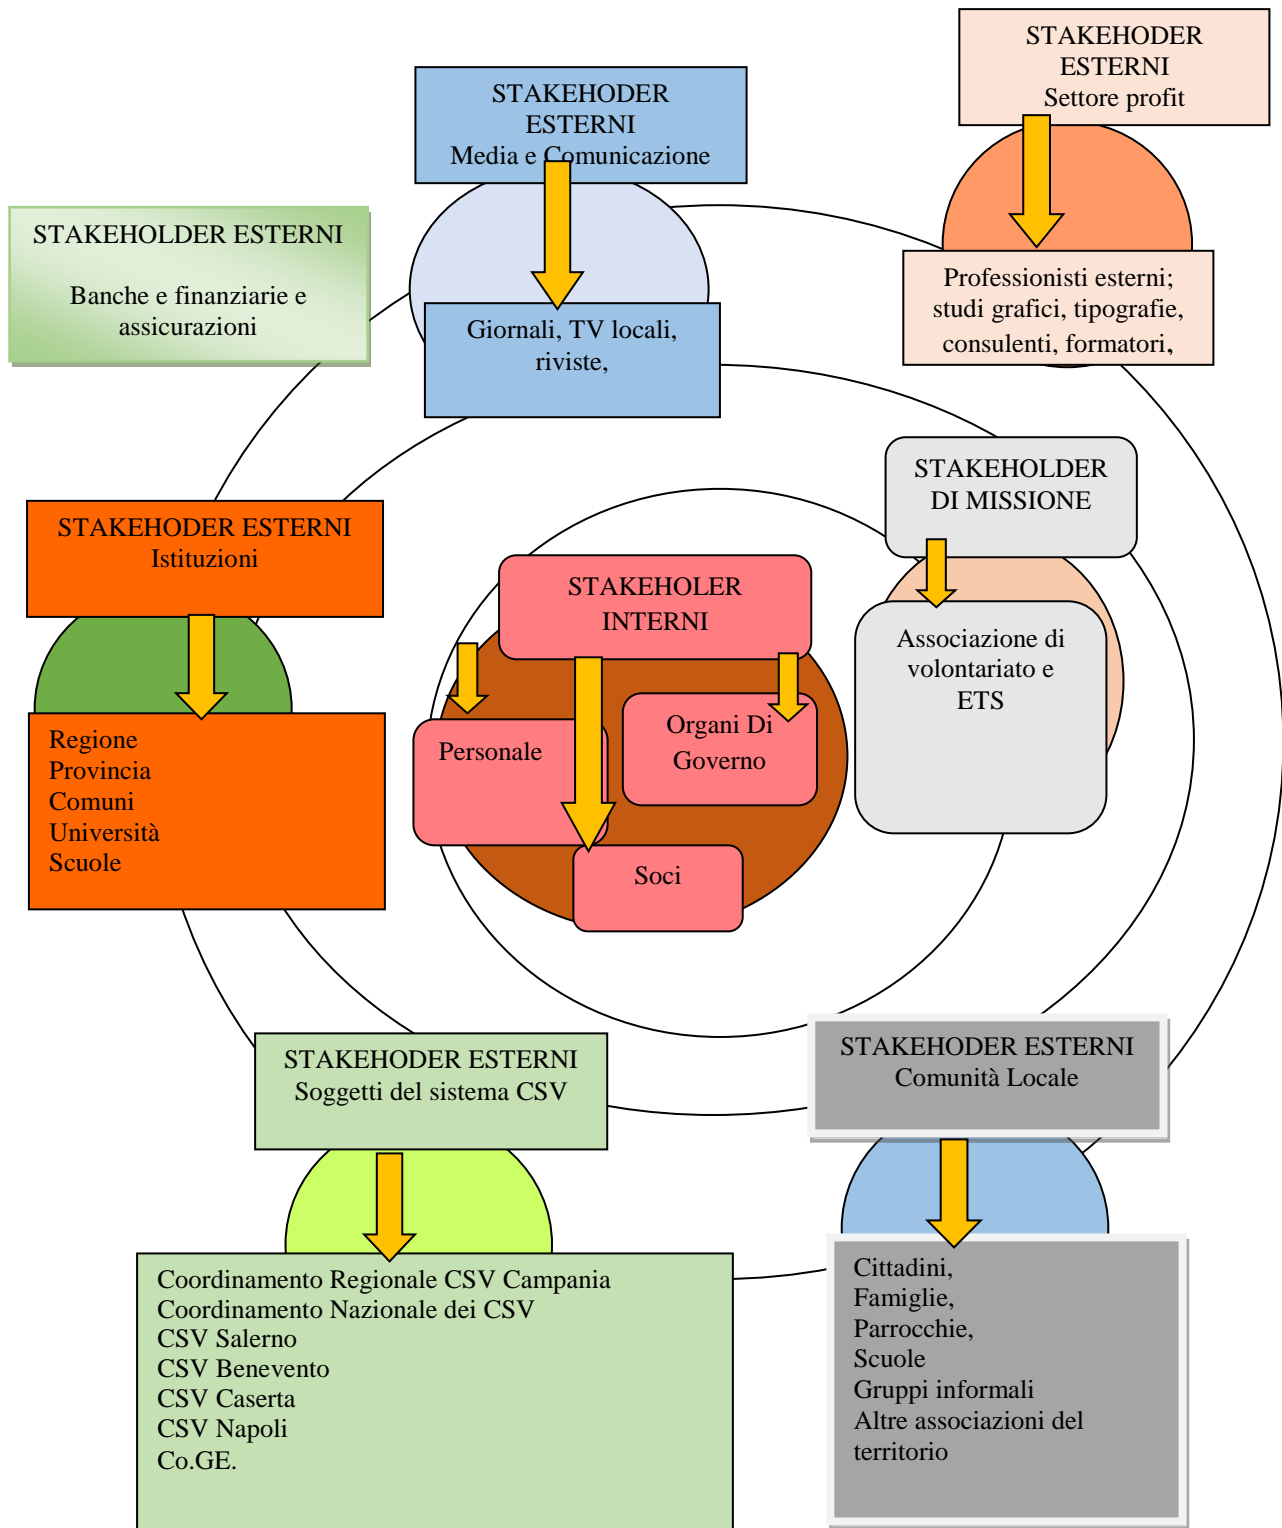 STAKEHODER
ESTERNI
Settore profit
STAKEHODER
ESTERNI
Media e Comunicazione
STAKEHOLDER ESTERNI
Banche e finanziarie e
assicurazioni
Professionisti esterni;
studi grafici, tipografie,
consulenti, formatori,
Giornali, TV locali,
riviste,
STAKEHOLDER
DI MISSIONE
STAKEHODER ESTERNI
Istituzioni
STAKEHOLER
INTERNI
Associazione di
volontariato e
ETS
Personale
Organi Di
Governo
Soci
Regione
Provincia
Comuni
Università
Scuole
STAKEHODER ESTERNI
Soggetti del sistema CSV
STAKEHODER ESTERNI
Comunità Locale
Coordinamento Regionale CSV Campania
Coordinamento Nazionale dei CSV
CSV Salerno
CSV Benevento
CSV Caserta
CSV Napoli
Co.GE.
Cittadini,
Famiglie,
Parrocchie,
Scuole
Gruppi informali
Altre associazioni del
territorio